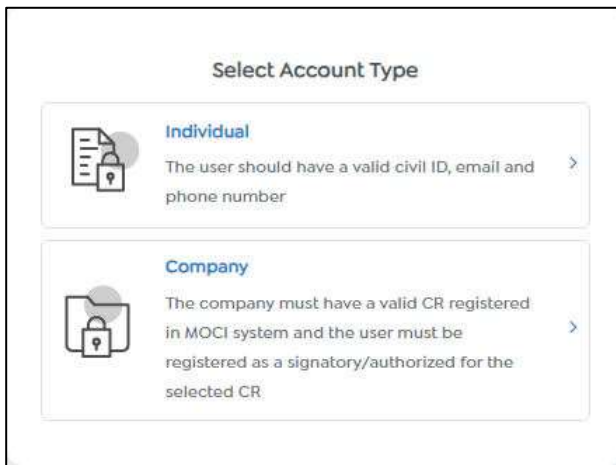 Select Account Type
Individual
The user should have a valid civil ID, email and
phone number
Company
The company must have a valid CR registered
in MOCI system and the user must be
registered as a signatory/authorized for the
selected CR